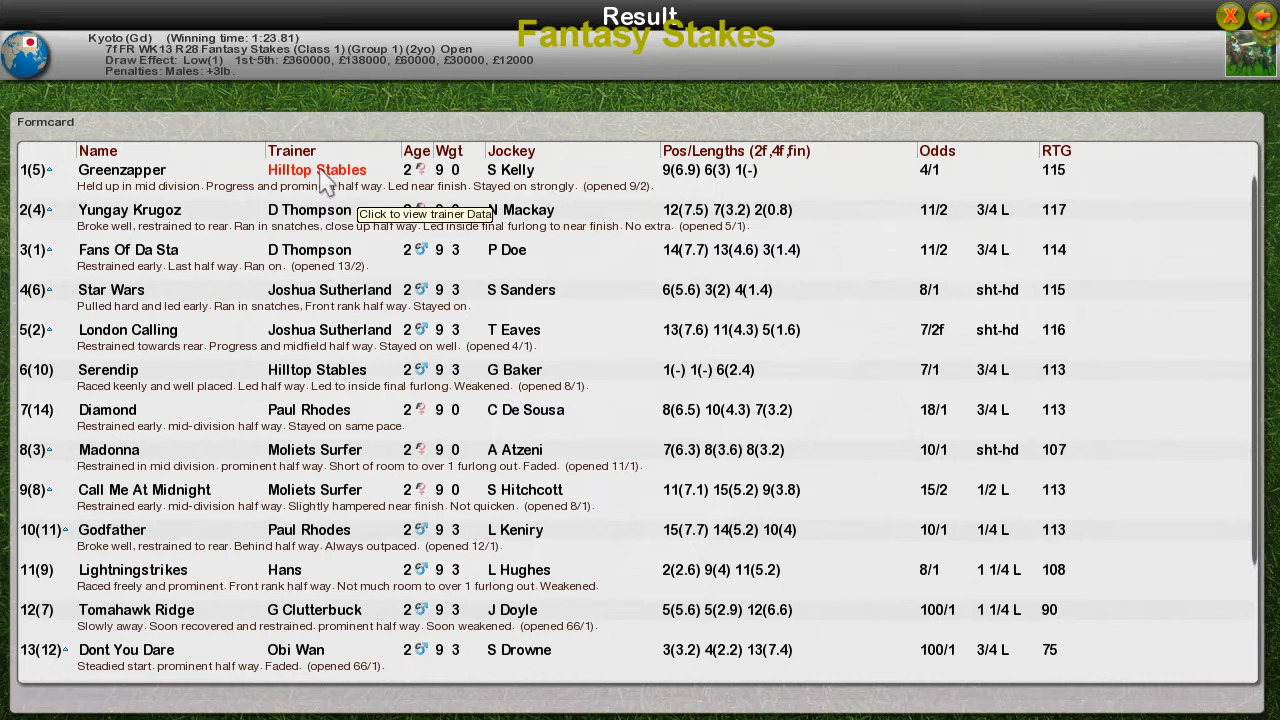 Result
Fantasy Stakes
Kyoto (Gd) (Winning time: 1:23.81)
7f FR WK13 R28 Fantasy Stakes (Class 1) (Group 1) (2yo) Open
Draw Effect: Low(1) 1st-5th: £360000, £138000, £60000, £30000, £12000
Penalties: Males: +3lb.
X
Formcard
Name Trainer Age Wgt Jockey Pos/Lengths (2f,4f,fin) Odds RTG
1(5) Greenzapper Hilltop Stables 2 9 0 S Kelly 9(6.9) 6(3) 1(-) 4/1 115
Held up in mid division. Progress and prominent half way. Led near finish. Stayed on strongly. (opened 9/2).
2(4) Yungay Krugoz D Thompson 2 9 0 N Mackay 12(7.5) 7(3.2) 2(0.8) 11/2 3/4 L 117
Click to view trainer Data
Broke well, restrained to rear. Ran in snatches, close up half way. Led inside final furlong to near finish. No extra. (opened 5/1).
3(1) Fans Of Da Sta D Thompson 2 9 3 P Doe 14(7.7) 13(4.6) 3(1.4) 11/2 3/4 L 114
Restrained early. Last half way. Ran on. (opened 13/2).
4(6) Star Wars Joshua Sutherland 2 9 3 S Sanders 6(5.6) 3(2) 4(1.4) 8/1 sht-hd 115
Pulled hard and led early. Ran in snatches, Front rank half way. Stayed on.
5(2) London Calling Joshua Sutherland 2 9 3 T Eaves 13(7.6) 11(4.3) 5(1.6) 7/2f sht-hd 116
Restrained towards rear. Progress and midfield half way. Stayed on well. (opened 4/1).
6(10) Serendip Hilltop Stables 2 9 3 G Baker 1(-) 1(-) 6(2.4) 7/1 3/4 L 113
Raced keenly and well placed. Led half way. Led to inside final furlong. Weakened. (opened 8/1).
7(14) Diamond Paul Rhodes 2 9 0 C De Sousa 8(6.5) 10(4.3) 7(3.2) 18/1 3/4 L 113
Restrained early. mid-division half way. Stayed on same pace.
8(3) Madonna Moliets Surfer 2 9 0 A Atzeni 7(6.3) 8(3.6) 8(3.2) 10/1 sht-hd 107
Restrained in mid division. prominent half way. Short of room to over 1 furlong out. Faded. (opened 11/1).
9(8) Call Me At Midnight Moliets Surfer 2 9 0 S Hitchcott 11(7.1) 15(5.2) 9(3.8) 15/2 1/2 L 113
Restrained early. mid-division half way. Slightly hampered near finish. Not quicken. (opened 8/1).
10(11) Godfather Paul Rhodes 2 9 3 L Keniry 15(7.7) 14(5.2) 10(4) 10/1 1/4 L 113
Broke well, restrained to rear. Behind half way. Always outpaced. (opened 12/1).
11(9) Lightningstrikes Hans 2 9 3 L Hughes 2(2.6) 9(4) 11(5.2) 8/1 1 1/4 L 108
Raced freely and prominent. Front rank half way. Not much room to over 1 furlong out. Weakened.
12(7) Tomahawk Ridge G Clutterbuck 2 9 3 J Doyle 5(5.6) 5(2.9) 12(6.6) 100/1 1 1/4 L 90
Slowly away. Soon recovered and restrained. prominent half way. Soon weakened. (opened 66/1).
13(12) Dont You Dare Obi Wan 2 9 3 S Drowne 3(3.2) 4(2.2) 13(7.4) 100/1 3/4 L 75
Steadied start. prominent half way. Faded. (opened 66/1).